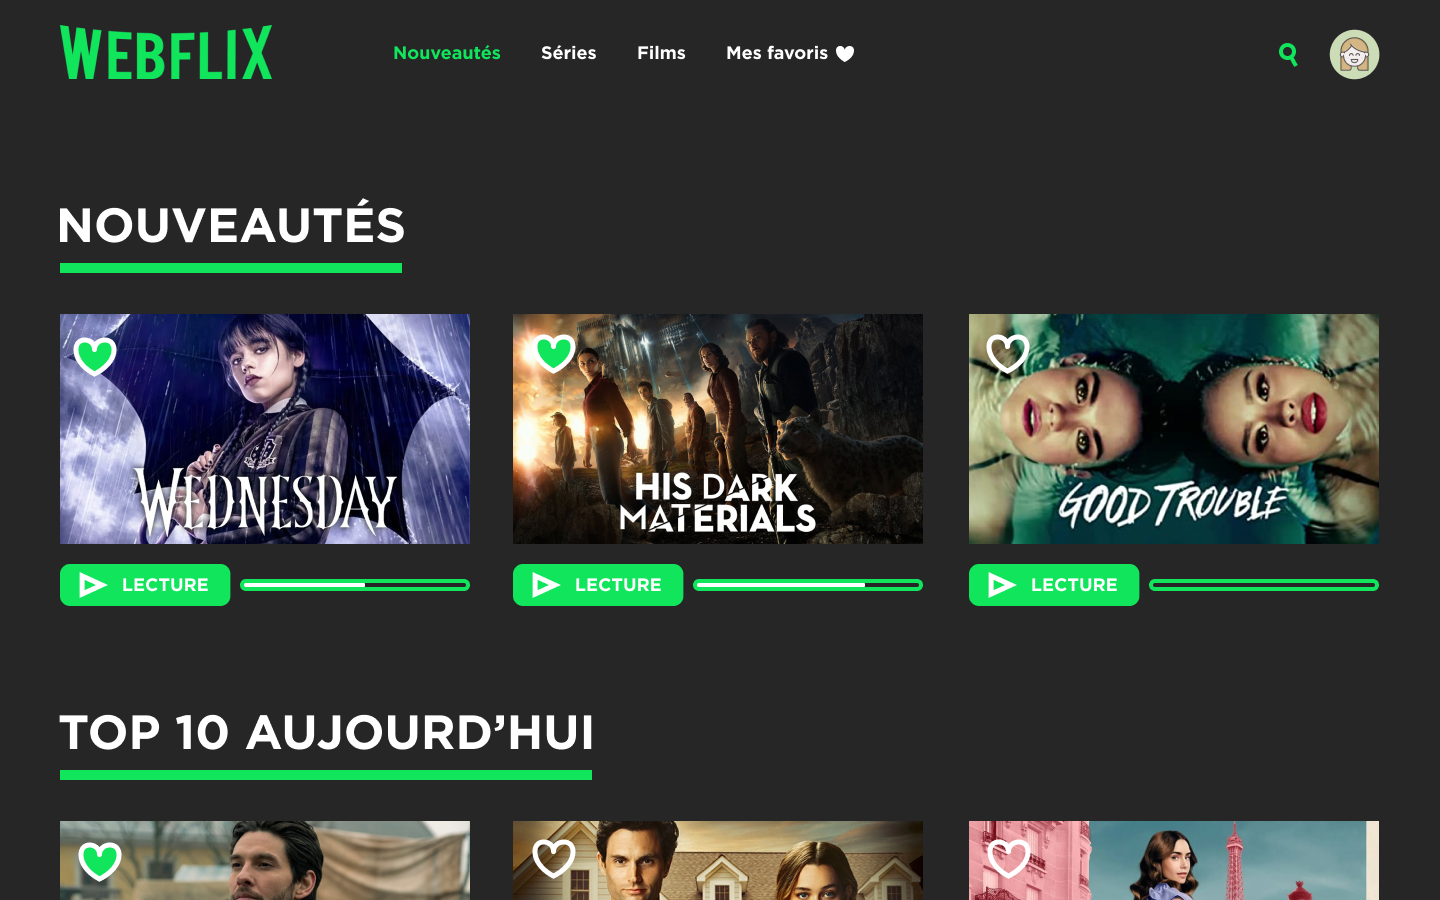 WEBFLIX
Nouveautés Séries Films Mes favoris
NOUVEAUTÉS
WEDNESDAY
HIS DARK
MATERIALS
GOOD TROUBLE
LECTURE LECTURE LECTURE
TOP 10 AUJOURD’HUI